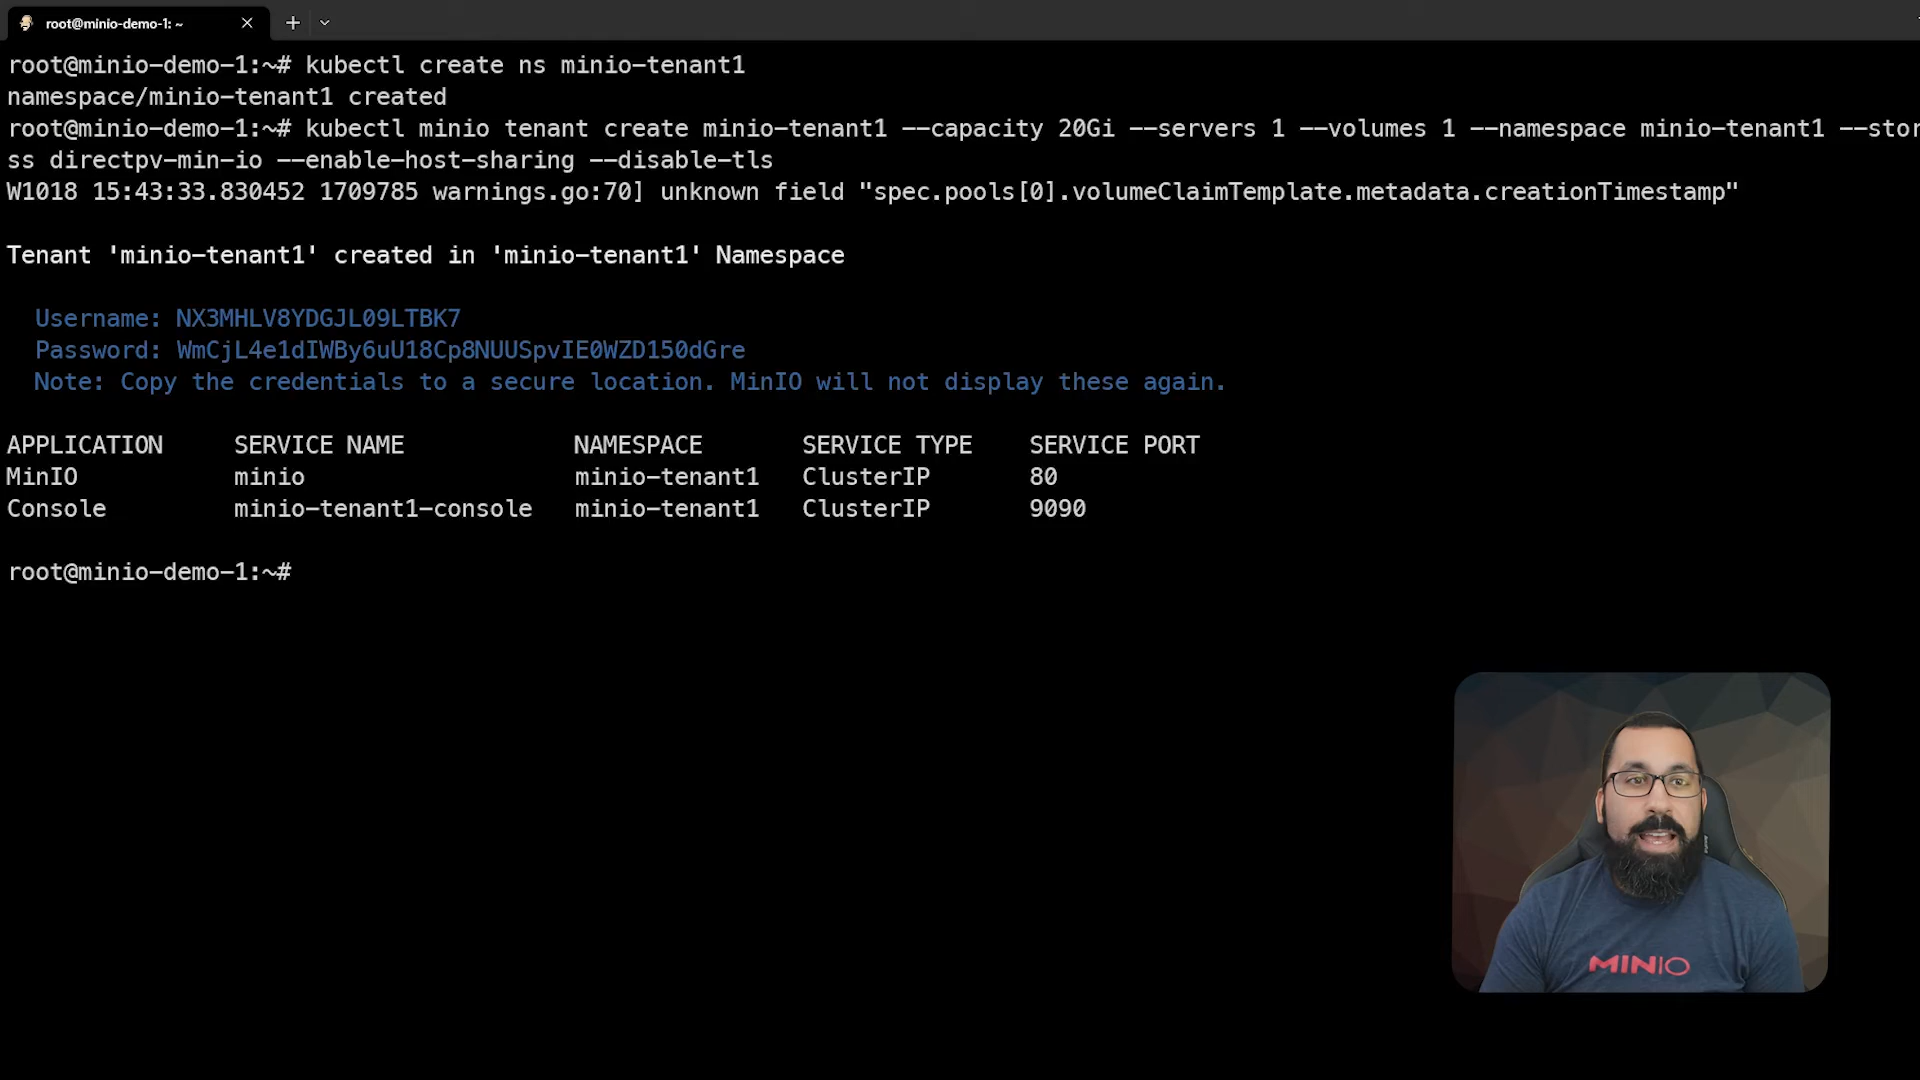 root@minio-demo-1: ~
root@minio-demo-1:~# kubectl create ns minio-tenant1
namespace/minio-tenant1 created
root@minio-demo-1:~# kubectl minio tenant create minio-tenant1 --capacity 20Gi --servers 1 --volumes 1 --namespace minio-tenant1 --stor
ss directpv-min-io --enable-host-sharing --disable-tls
W1018 15:43:33.830452 1709785 warnings.go:70] unknown field "spec.pools[0].volumeClaimTemplate.metadata.creationTimestamp"
Tenant 'minio-tenant1' created in 'minio-tenant1' Namespace
Username: NX3MHLV8YDGJL09LTBK7
Password: WmCjL4e1dIWBy6uU18Cp8NUUSpvIE0WZD150dGre
Note: Copy the credentials to a secure location. MinIO will not display these again.
APPLICATION SERVICE NAME NAMESPACE SERVICE TYPE SERVICE PORT
MinIO minio minio-tenant1 ClusterIP 80
Console minio-tenant1-console minio-tenant1 ClusterIP 9090
root@minio-demo-1:~#
MINIO